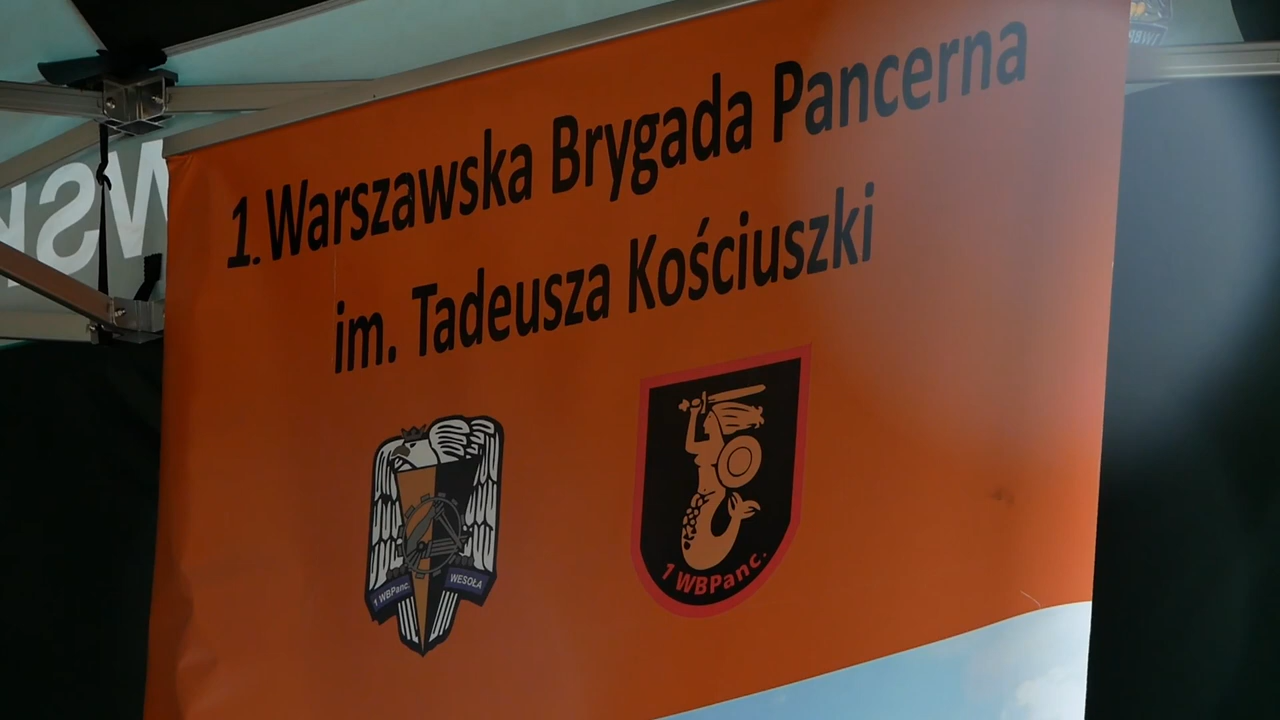 1. Warszawska Brygada Pancerna
im. Tadeusza Kościuszki
1 WBPanc. WESOŁA
1 WBPanc.